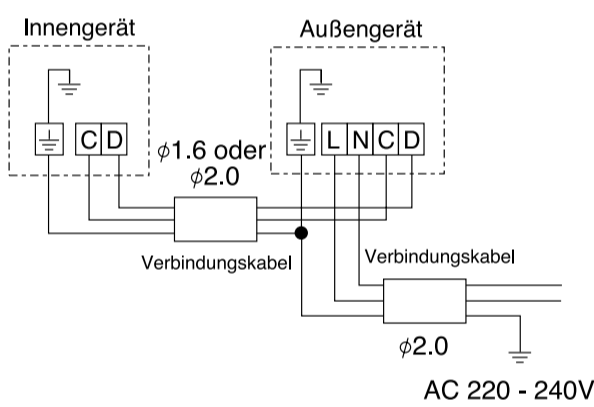 Innengerät
Außengerät
C D
L N C D
ϕ1.6 oder
ϕ2.0
Verbindungskabel
Verbindungskabel
ϕ2.0
AC 220 - 240V